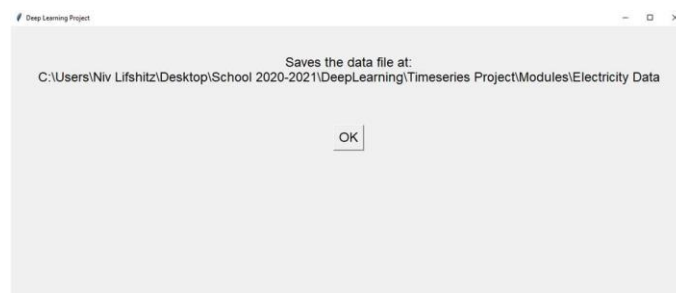 Deep Learning Project
Saves the data file at:
C:\Users\Niv Lifshitz\Desktop\School 2020-2021\DeepLearning\Timeseries Project\Modules\Electricity Data
OK